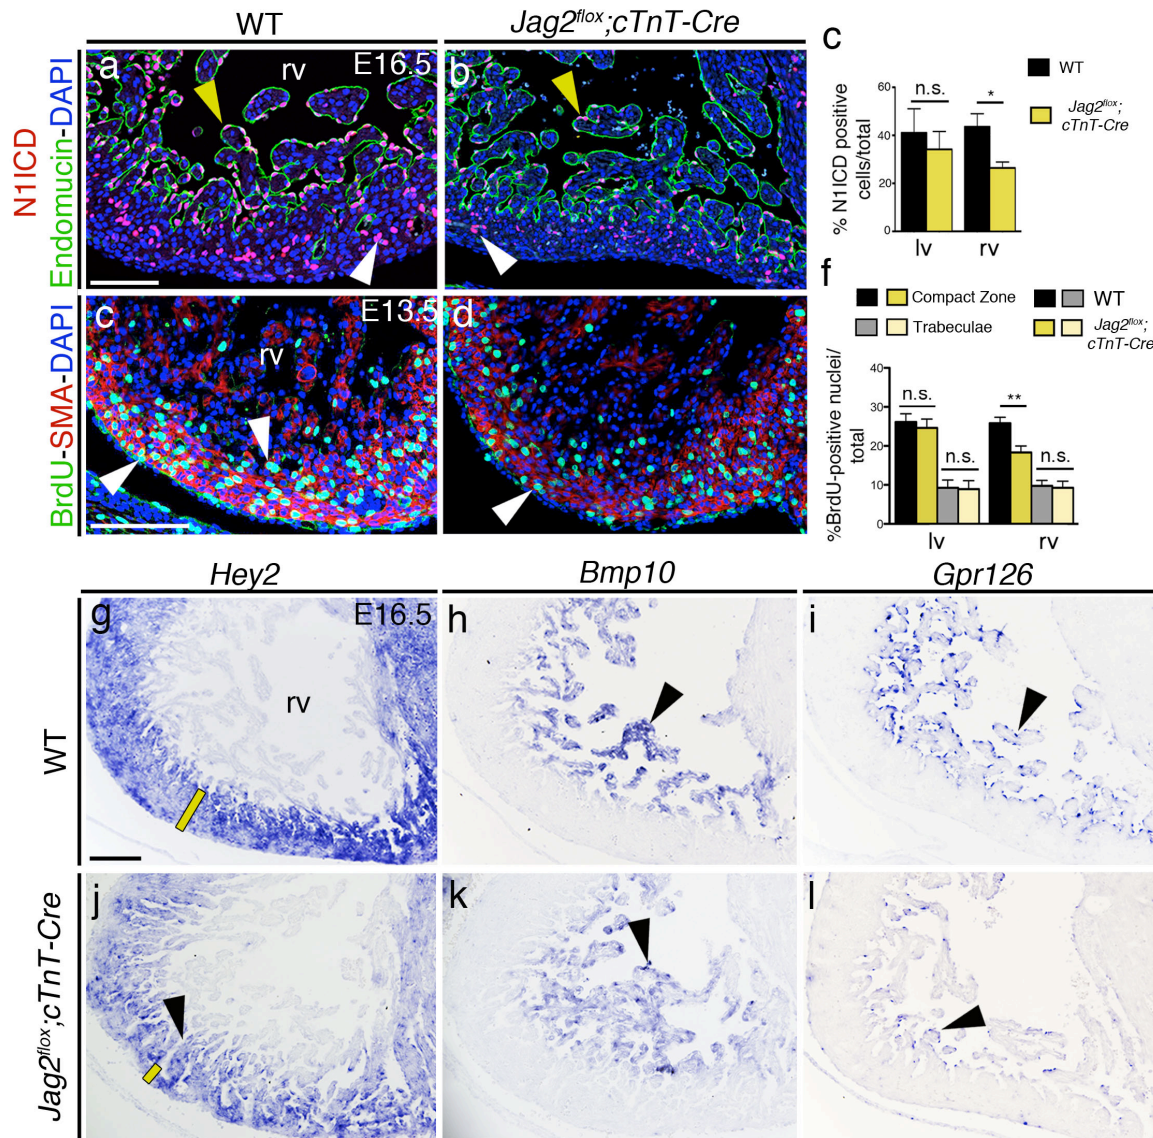 WT
Jag2flox;cTnT-Cre
N1ICD
Endomucin-DAPI
a
rv
E16.5
b
c
WT
Jag2flox;
cTnT-Cre
% N1ICD positive
cells/total
60
40
20
0
n.s.
*
lv
rv
BrdU-SMA-DAPI
c
rv
E13.5
d
f
Compact Zone
Trabeculae
WT
Jag2flox;
cTnT-Cre
%BrdU-positive nuclei/
total
40
30
20
10
0
n.s.
n.s.
**
n.s.
lv
rv
Hey2
Bmp10
Gpr126
WT
g
E16.5
rv
h
i
Jag2flox;cTnT-Cre
j
k
l